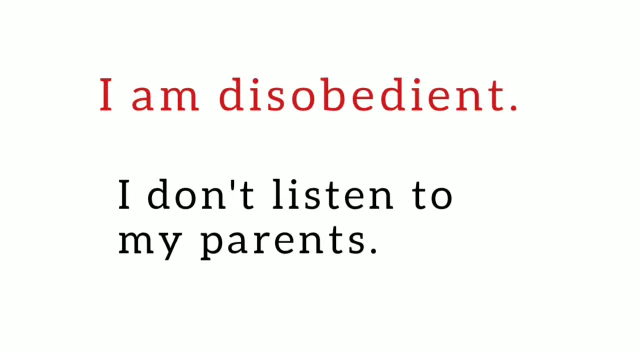 I am disobedient.
I don't listen to
my parents.